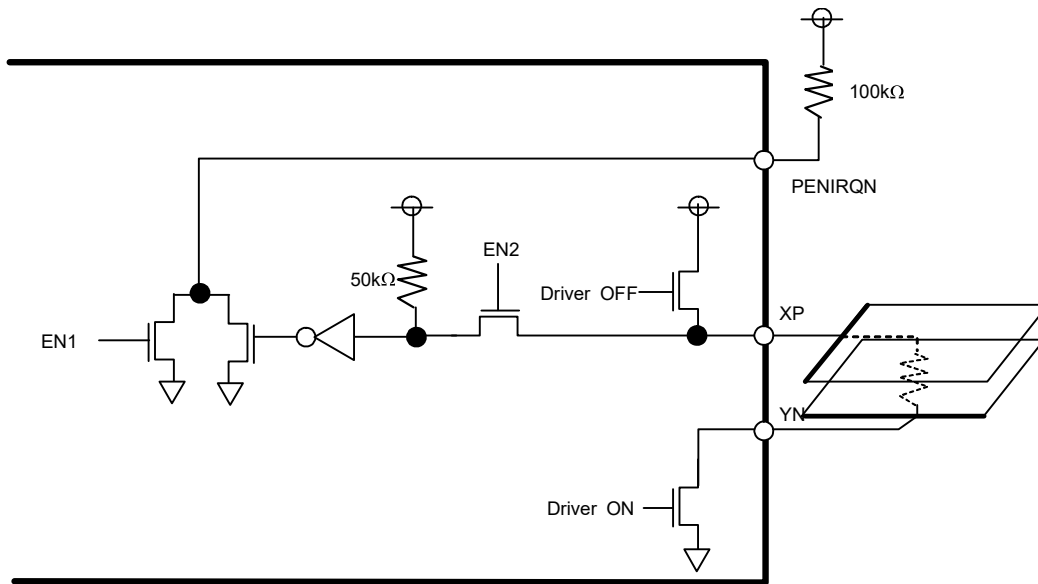 100kΩ
PENIRQN
EN2
50kΩ
Driver OFF
XP
EN1
YN
Driver ON